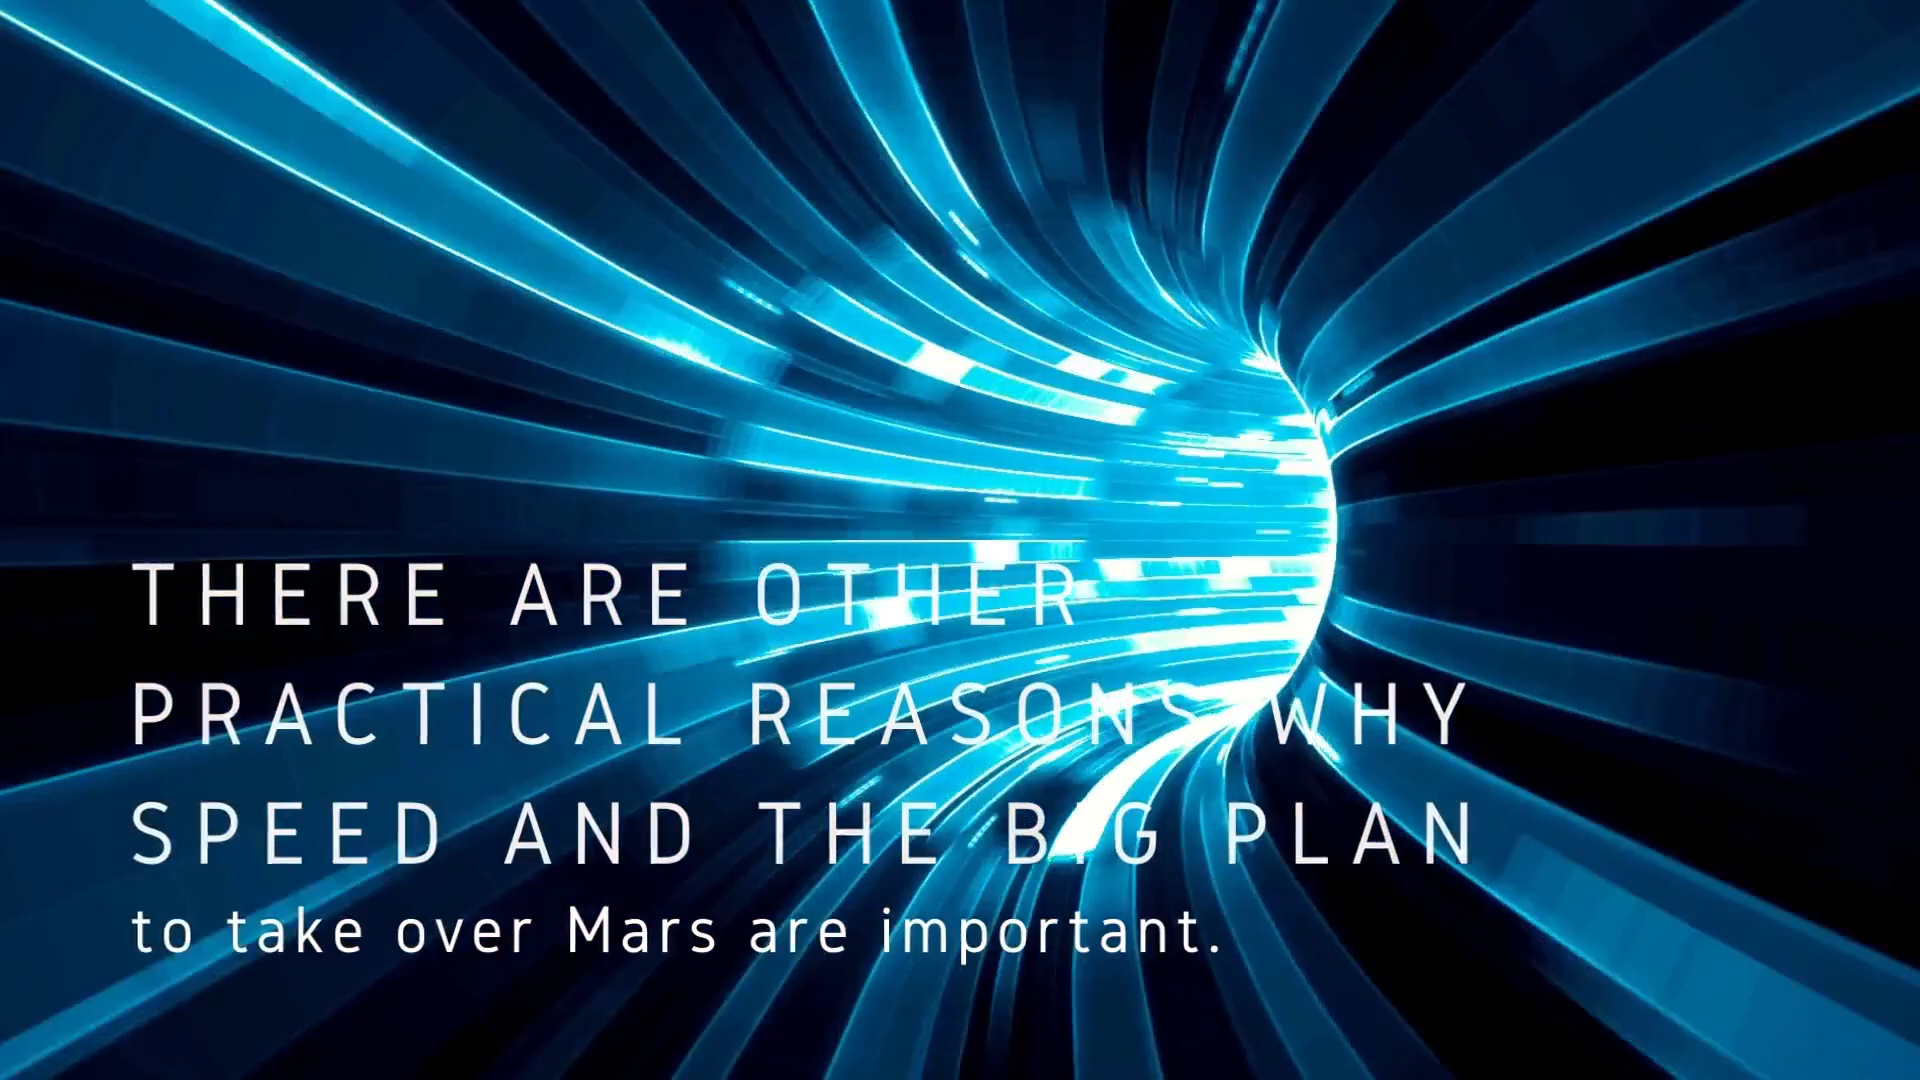 THERE ARE OTHER
PRACTICAL REASONS WHY
SPEED AND THE BIG PLAN
to take over Mars are important.